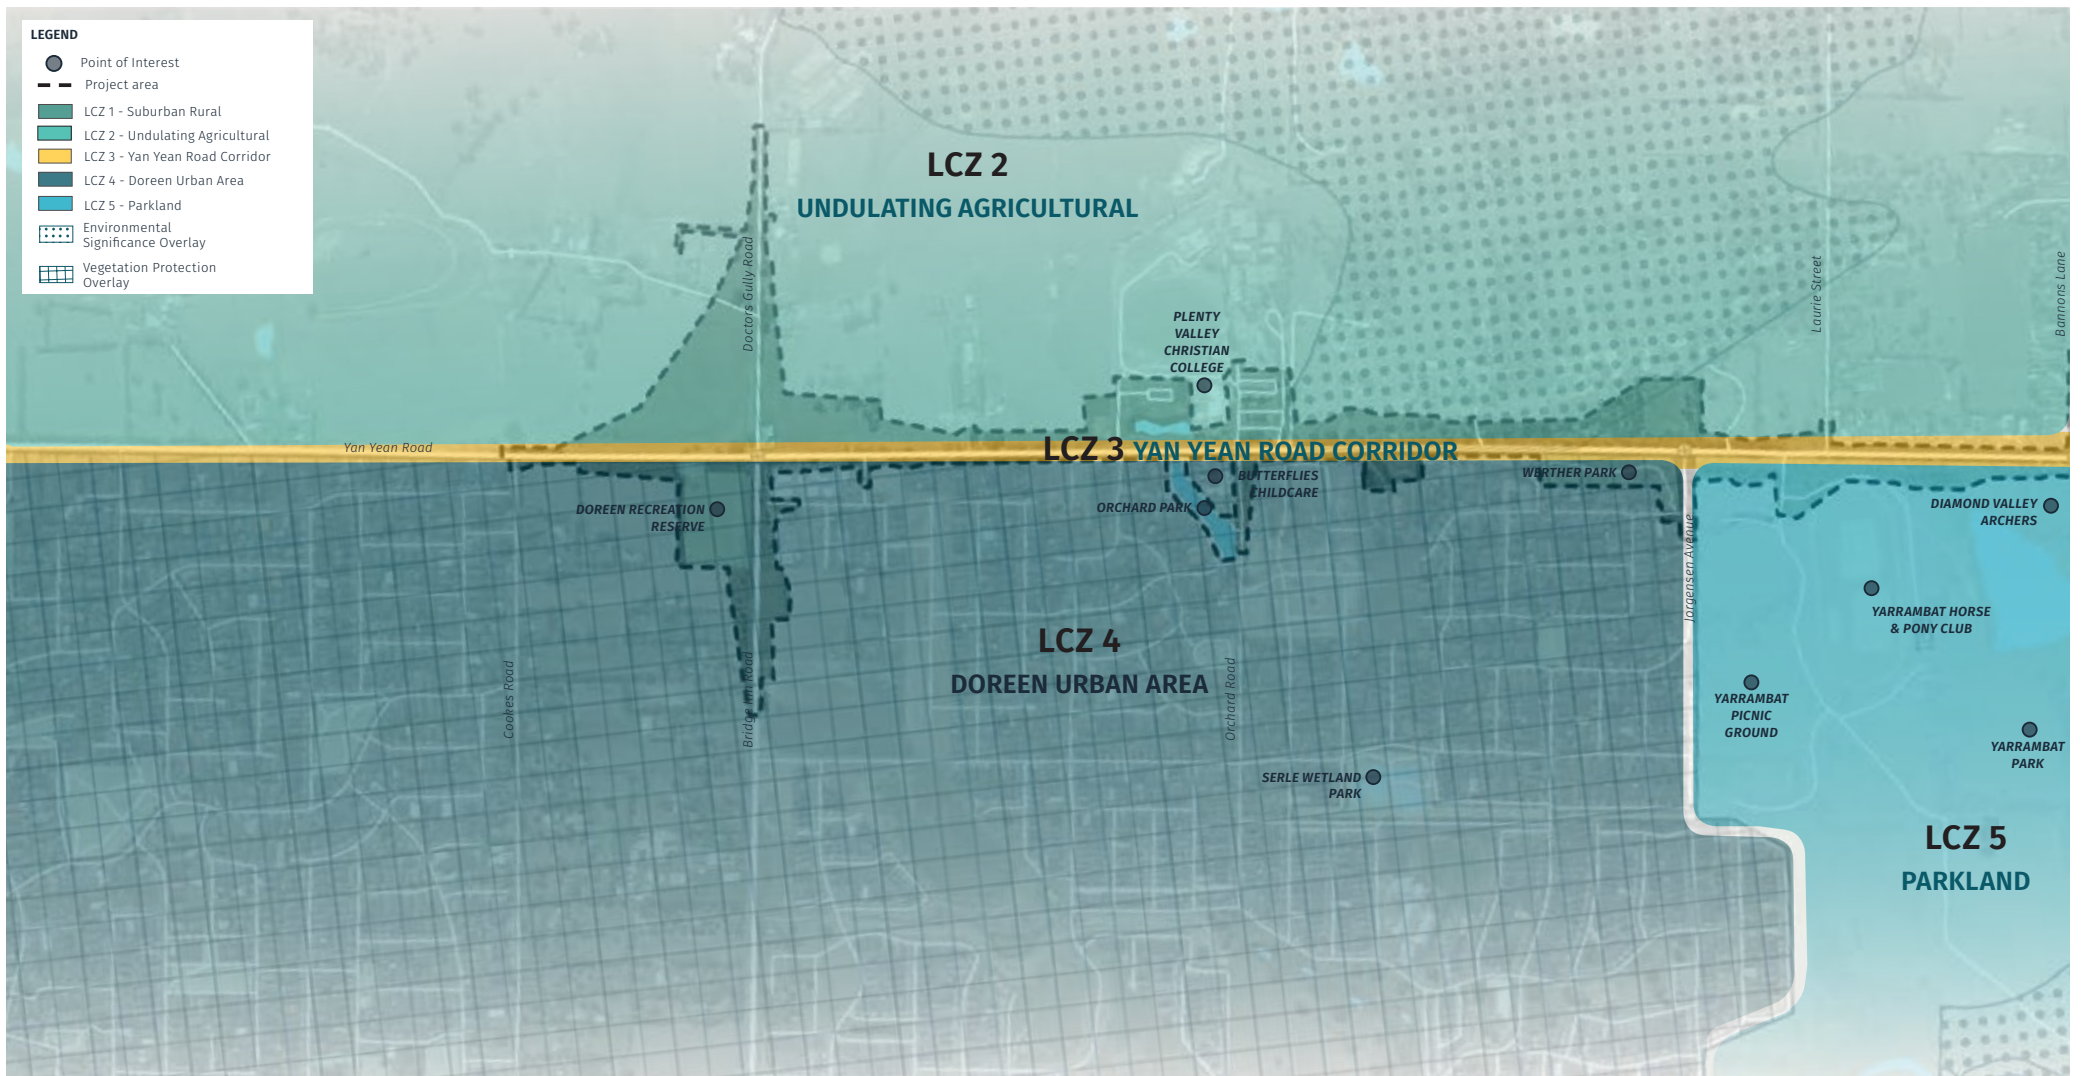 LEGEND
Point of Interest
Project area
LCZ 1 - Suburban Rural
LCZ 2 - Undulating Agricultural
LCZ 3 - Yan Yean Road Corridor
LCZ 4 - Doreen Urban Area
LCZ 5 - Parkland
Environmental
Significance Overlay
Vegetation Protection
Overlay
LCZ 2
UNDULATING AGRICULTURAL
Doctors Gully Road
Laurie Street
Bannons Lane
PLENTY
VALLEY
CHRISTIAN
COLLEGE
Yan Yean Road
LCZ 3 YAN YEAN ROAD CORRIDOR
BUTTERFLIES
CHILDCARE
WERTHER PARK
DOREEN RECREATION
RESERVE
ORCHARD PARK
DIAMOND VALLEY
ARCHERS
Jorgensen Avenue
YARRAMBAT HORSE
& PONY CLUB
LCZ 4
DOREEN URBAN AREA
Cookes Road
Bridge Inn Road
Orchard Road
YARRAMBAT
PICNIC
GROUND
YARRAMBAT
PARK
SERLE WETLAND
PARK
LCZ 5
PARKLAND